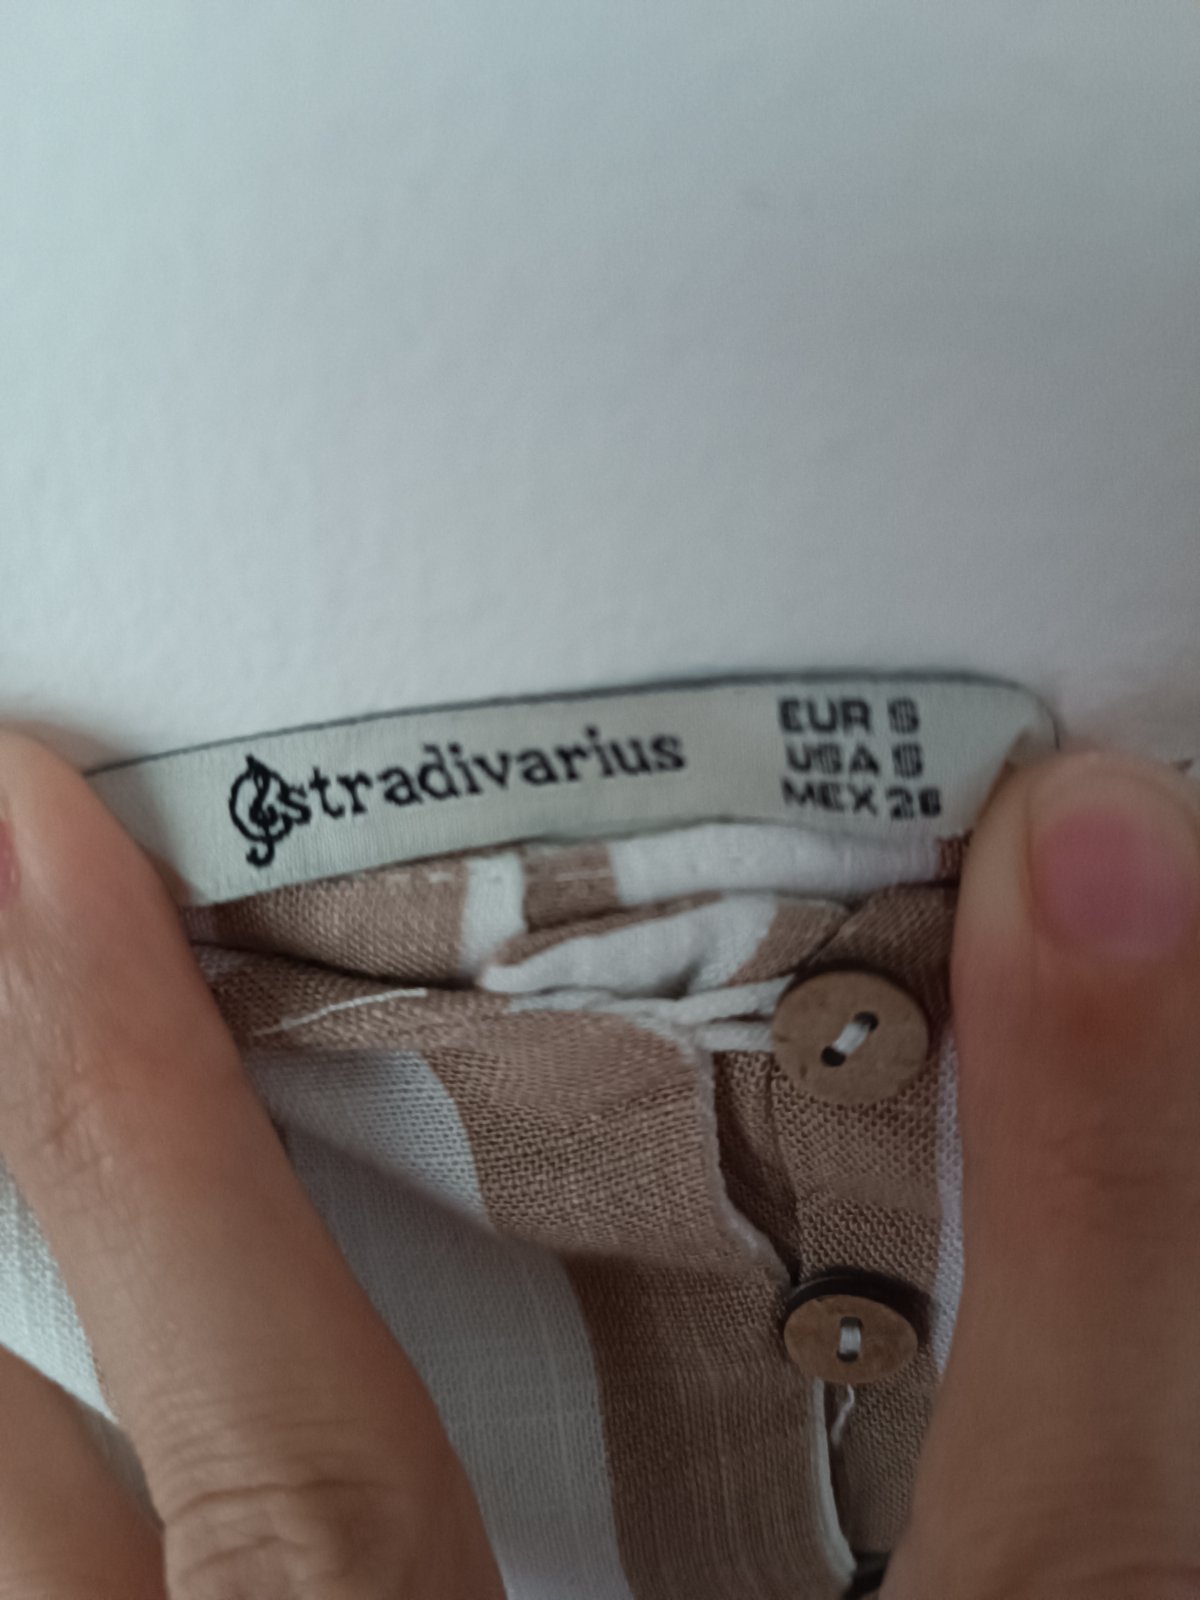 stradivarius
EUR S
USA S
MEX 26